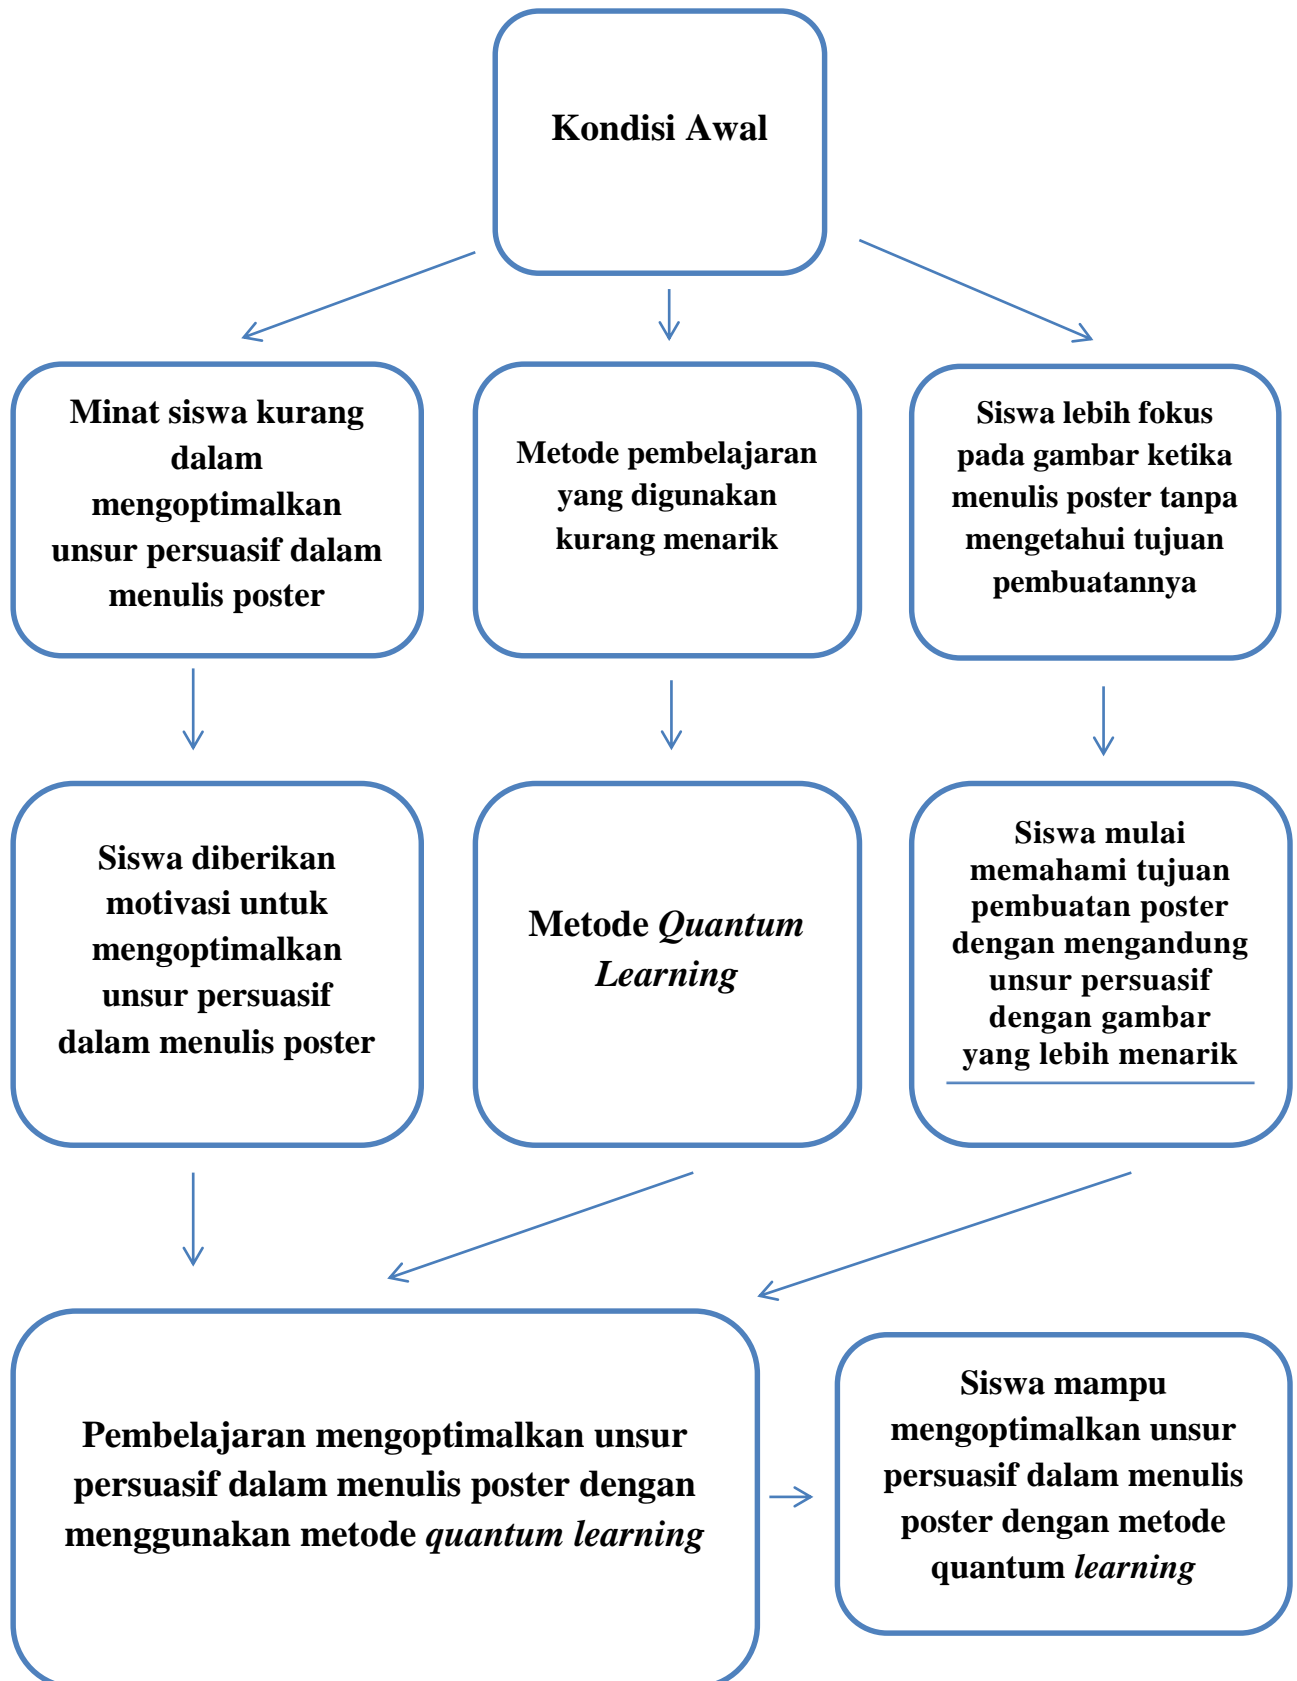 Kondisi Awal
Minat siswa kurang
dalam
mengoptimalkan
unsur persuasif dalam
menulis poster
Metode pembelajaran
yang digunakan
kurang menarik
Siswa lebih fokus
pada gambar ketika
menulis poster tanpa
mengetahui tujuan
pembuatannya
Siswa diberikan
motivasi untuk
mengoptimalkan
unsur persuasif
dalam menulis poster
Metode Quantum
Learning
Siswa mulai
memahami tujuan
pembuatan poster
dengan mengandung
unsur persuasif
dengan gambar
yang lebih menarik
Pembelajaran mengoptimalkan unsur
persuasif dalam menulis poster dengan
menggunakan metode quantum learning
Siswa mampu
mengoptimalkan unsur
persuasif dalam menulis
poster dengan metode
quantum learning